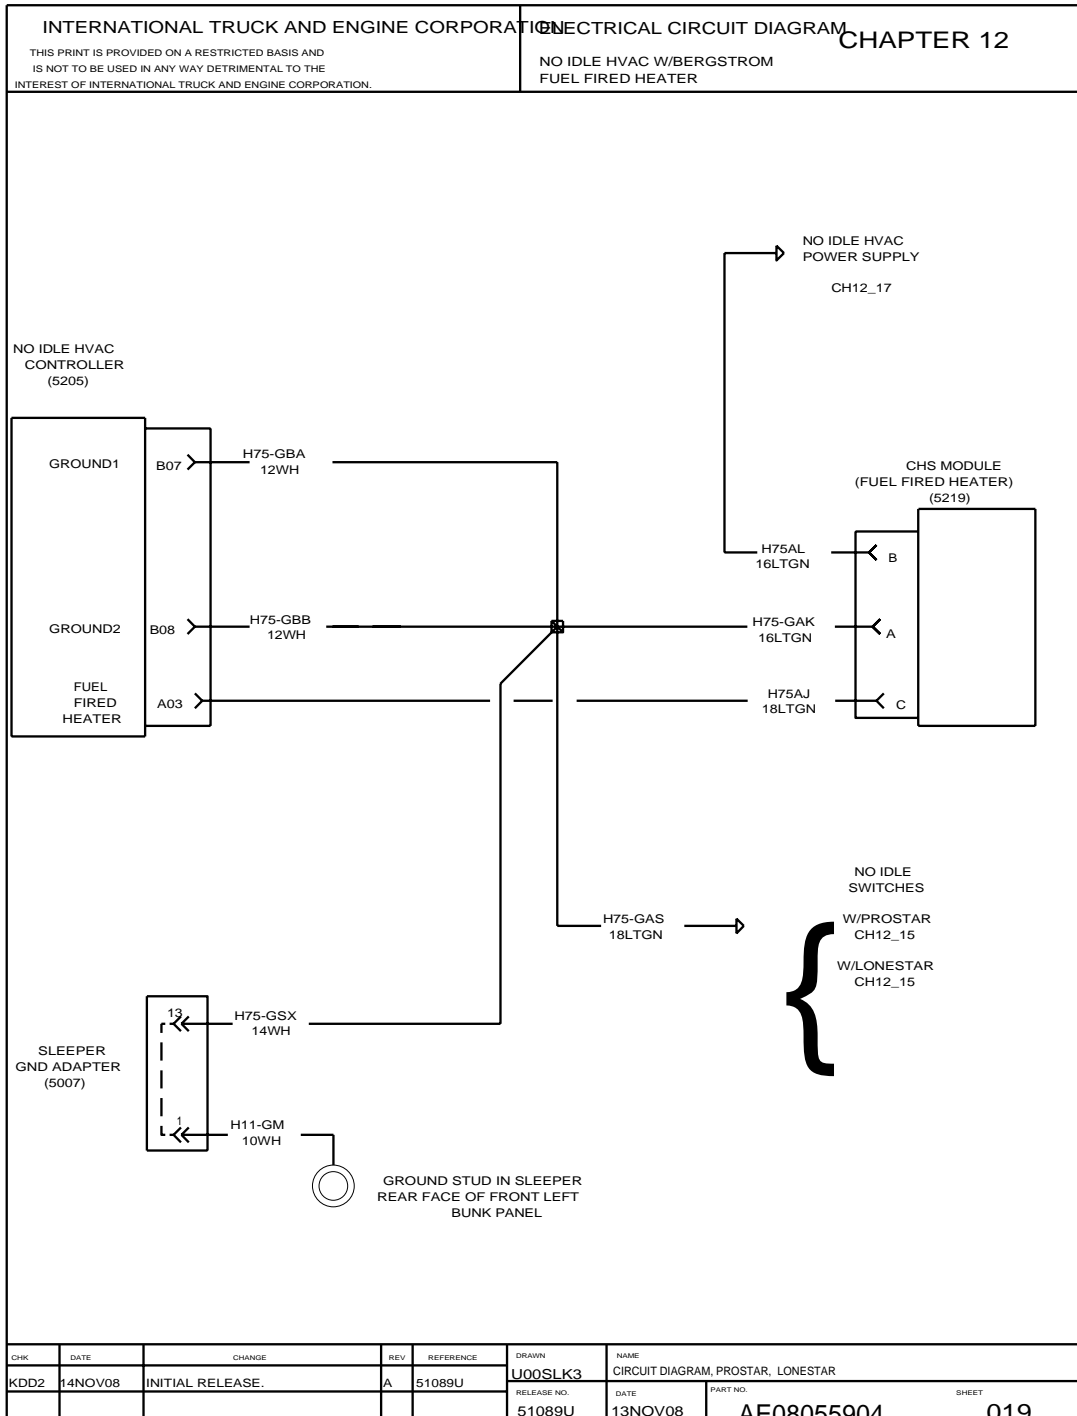 INTERNATIONAL TRUCK AND ENGINE CORPORATION
THIS PRINT IS PROVIDED ON A RESTRICTED BASIS AND
IS NOT TO BE USED IN ANY WAY DETRIMENTAL TO THE
INTEREST OF INTERNATIONAL TRUCK AND ENGINE CORPORATION.
ELECTRICAL CIRCUIT DIAGRAM
NO IDLE HVAC W/BERGSTROM
FUEL FIRED HEATER
CHAPTER 12
NO IDLE HVAC
POWER SUPPLY
CH12_17
NO IDLE HVAC
CONTROLLER
(5205)
GROUND1
B07
H75-GBA
12WH
CHS MODULE
(FUEL FIRED HEATER)
(5219)
H75AL
16LTGN
B
GROUND2
B08
H75-GBB
12WH
H75-GAK
16LTGN
A
FUEL
FIRED
HEATER
A03
H75AJ
18LTGN
C
NO IDLE
SWITCHES
W/PROSTAR
CH12_15
W/LONESTAR
CH12_15
H75-GAS
18LTGN
{
13
H75-GSX
14WH
SLEEPER
GND ADAPTER
(5007)
1
H11-GM
10WH
GROUND STUD IN SLEEPER
REAR FACE OF FRONT LEFT
BUNK PANEL
CHK DATE CHANGE REV REFERENCE
KDD2 14NOV08 INITIAL RELEASE. A 51089U
DRAWN
U00SLK3
NAME
CIRCUIT DIAGRAM, PROSTAR, LONESTAR
RELEASE NO.
51089U
DATE
13NOV08
PART NO.
AE08055904
SHEET
019